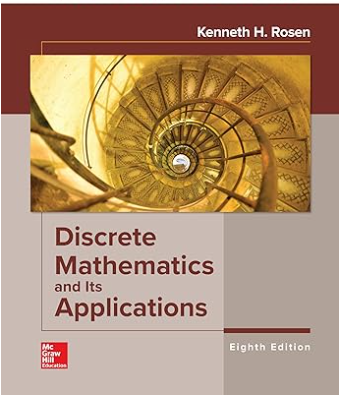 Kenneth H. Rosen
Discrete
Mathematics
and Its
Applications
Mc
Graw
Hill
Education
Eighth Edition